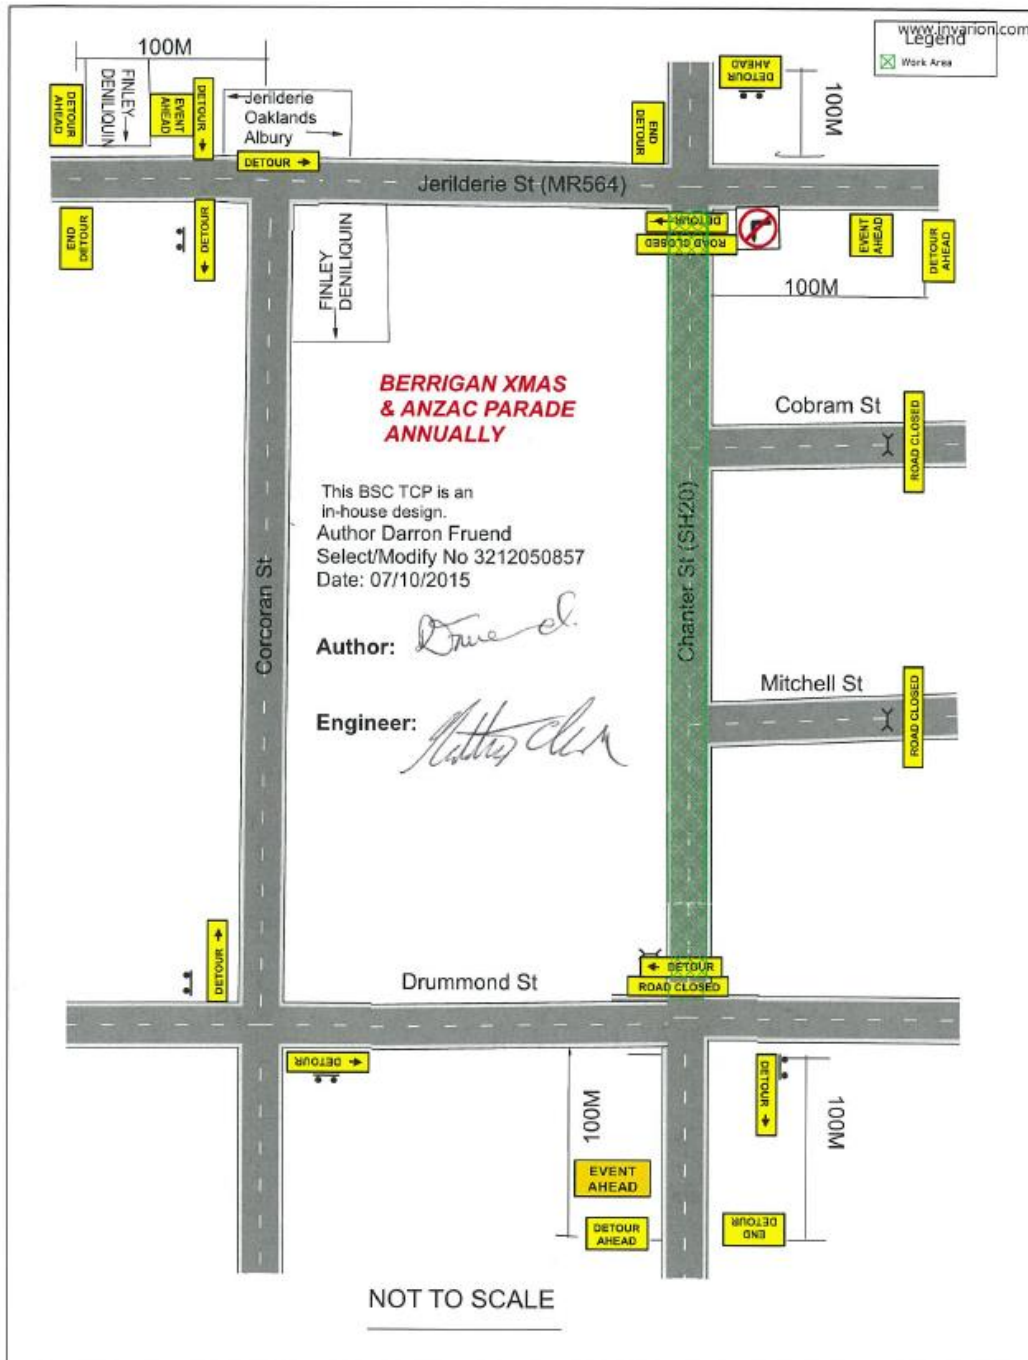 www.invarion.com
Legend
Work Area
100M
FINLEY
DENILIQUIN
DETOUR
AHEAD
EVENT
AHEAD
DETOUR
Jerilderie
Oaklands
Albury
DETOUR
END
DETOUR
DETOUR
AHEAD
100M
Jerilderie St (MR564)
END
DETOUR
DETOUR
FINLEY
DENILIQUIN
DETOUR
ROAD CLOSED
EVENT
AHEAD
DETOUR
AHEAD
100M
BERRIGAN XMAS
& ANZAC PARADE
ANNUALLY
Cobram St
ROAD CLOSED
This BSC TCP is an
in-house design.
Author Darron Fruend
Select/Modify No 3212050857
Date: 07/10/2015
Corcoran St
Chanter St (SH20)
Author:
Engineer:
Mitchell St
ROAD CLOSED
DETOUR
Drummond St
DETOUR
ROAD CLOSED
DETOUR
100M
DETOUR
100M
EVENT
AHEAD
DETOUR
AHEAD
END
DETOUR
NOT TO SCALE